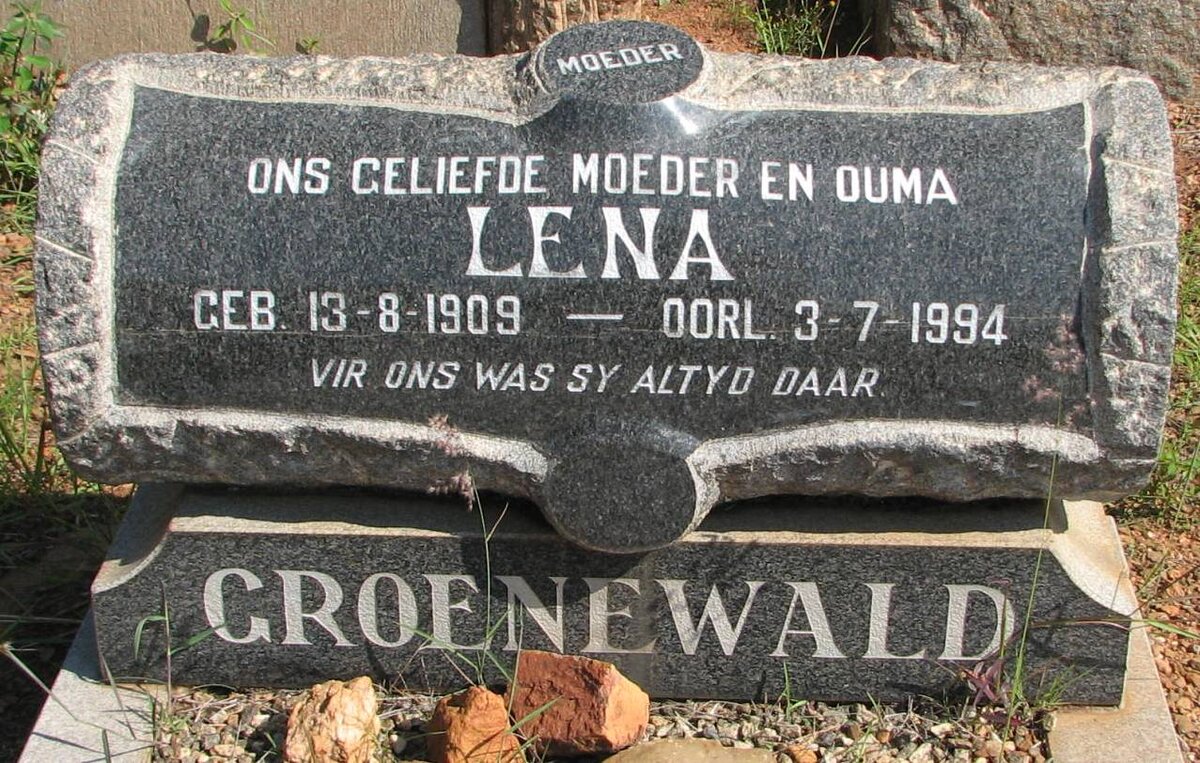 MOEDER
ONS GELIEFDE MOEDER EN OUMA
LENA
GEB. 13-8-1909 — OORL. 3-7-1994
VIR ONS WAS SY ALTYD DAAR.
GROENEWALD